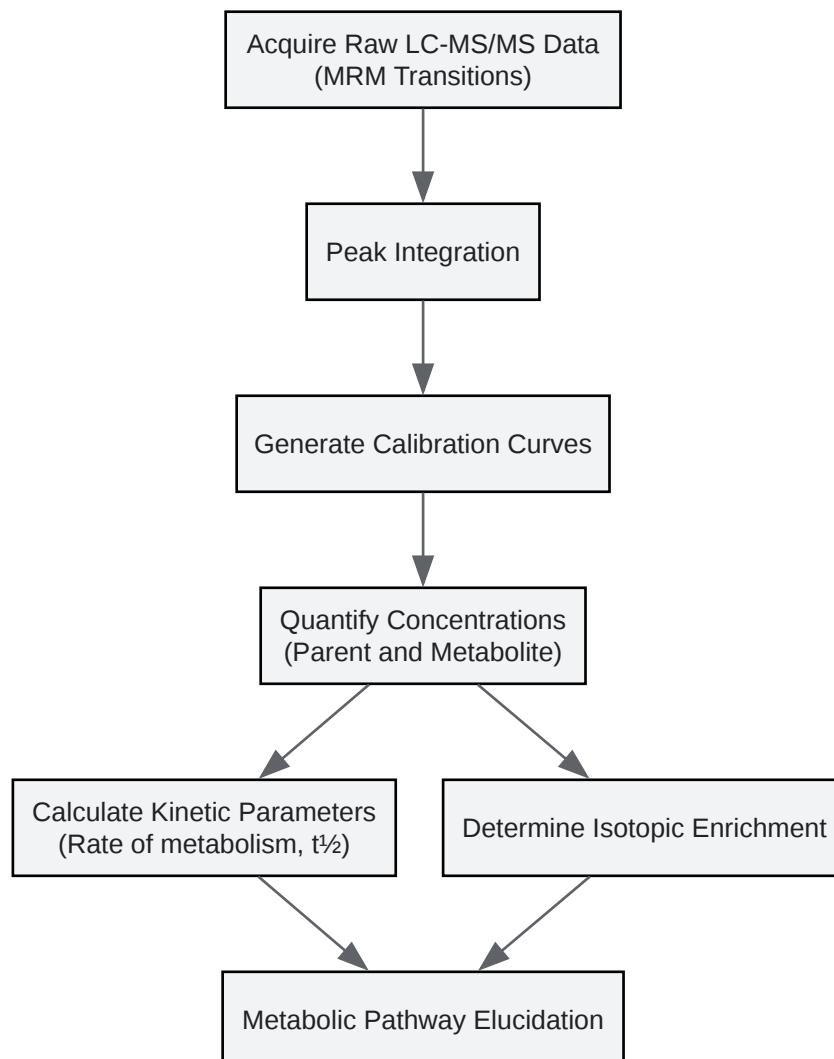 Acquire Raw LC-MS/MS Data
(MRM Transitions)
Peak Integration
Generate Calibration Curves
Quantify Concentrations
(Parent and Metabolite)
Calculate Kinetic Parameters
(Rate of metabolism, t½)
Determine Isotopic Enrichment
Metabolic Pathway Elucidation